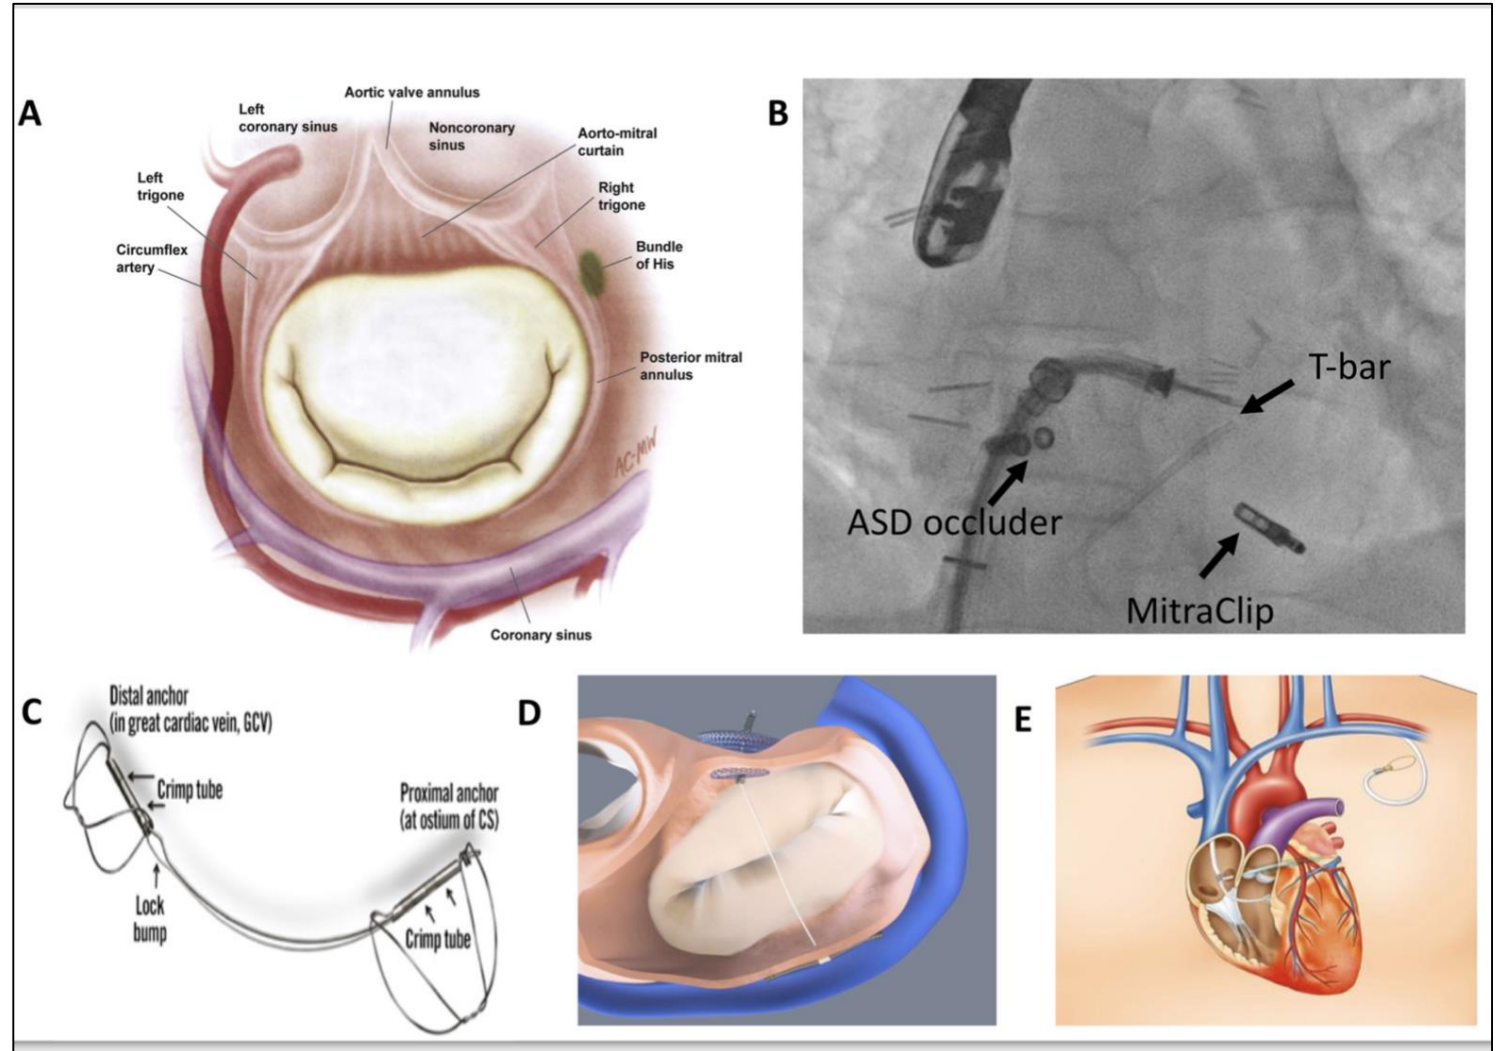 A
Aortic valve annulus
Left
coronary sinus
Noncoronary
sinus
Aorto-mitral
curtain
Left
trigone
Right
trigone
Circumflex
artery
Bundle
of His
Posterior mitral
annulus
AC-MW
Coronary sinus
B
T-bar
ASD occluder
MitraClip
C
Distal anchor
(in great cardiac vein, GCV)
Crimp tube
Proximal anchor
(at ostium of CS)
Lock
bump
Crimp tube
D
E